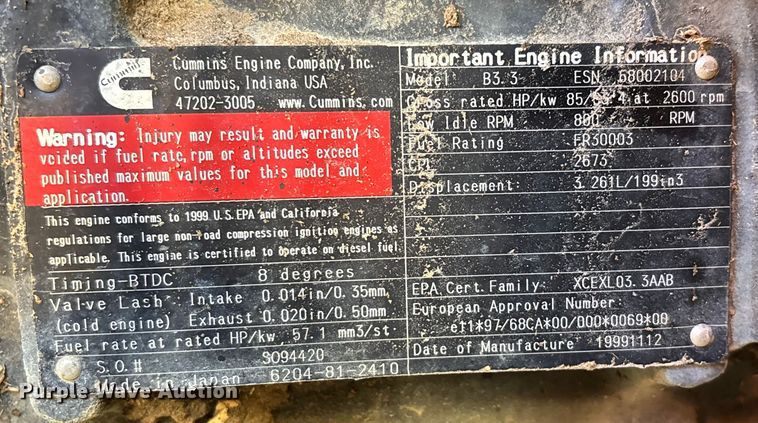 Cummins
Cummins Engine Company, Inc.
Columbus, Indiana USA
47202-3005 www.Cummins.com
Warning: Injury may result and warranty is
voided if fuel rate, rpm or altitudes exceed
published maximum values for this model and
application.
This engine conforms to 1999 U.S.EPA and California
regulations for large non-road compression ignition engines as
applicable. This engine is certified to operate on diesel fuel.
Timing-BTDC 8 degrees
Valve Lash: Intake 0.014in/0.35mm
(cold engine) Exhaust 0.020in/0.50mm
Fuel rate at rated HP/kw 57.1 mm3/st
S.O.# SO94420
Made in Japan 6204-81-2410
Important Engine Information
Model B3.3 ESN 68002104
Gross rated HP/kw 85/63.4 at 2600 rpm
Low Idle RPM 800 RPM
Fuel Rating FR30003
CPL 2673
Displacement: 3.261L/199in3
EPA Cert.Family: XCEXL03.3AAB
European Approval Number:
e11*97/68CA*00/000*0069*00
Date of Manufacture 19991112
Purple Wave Auction